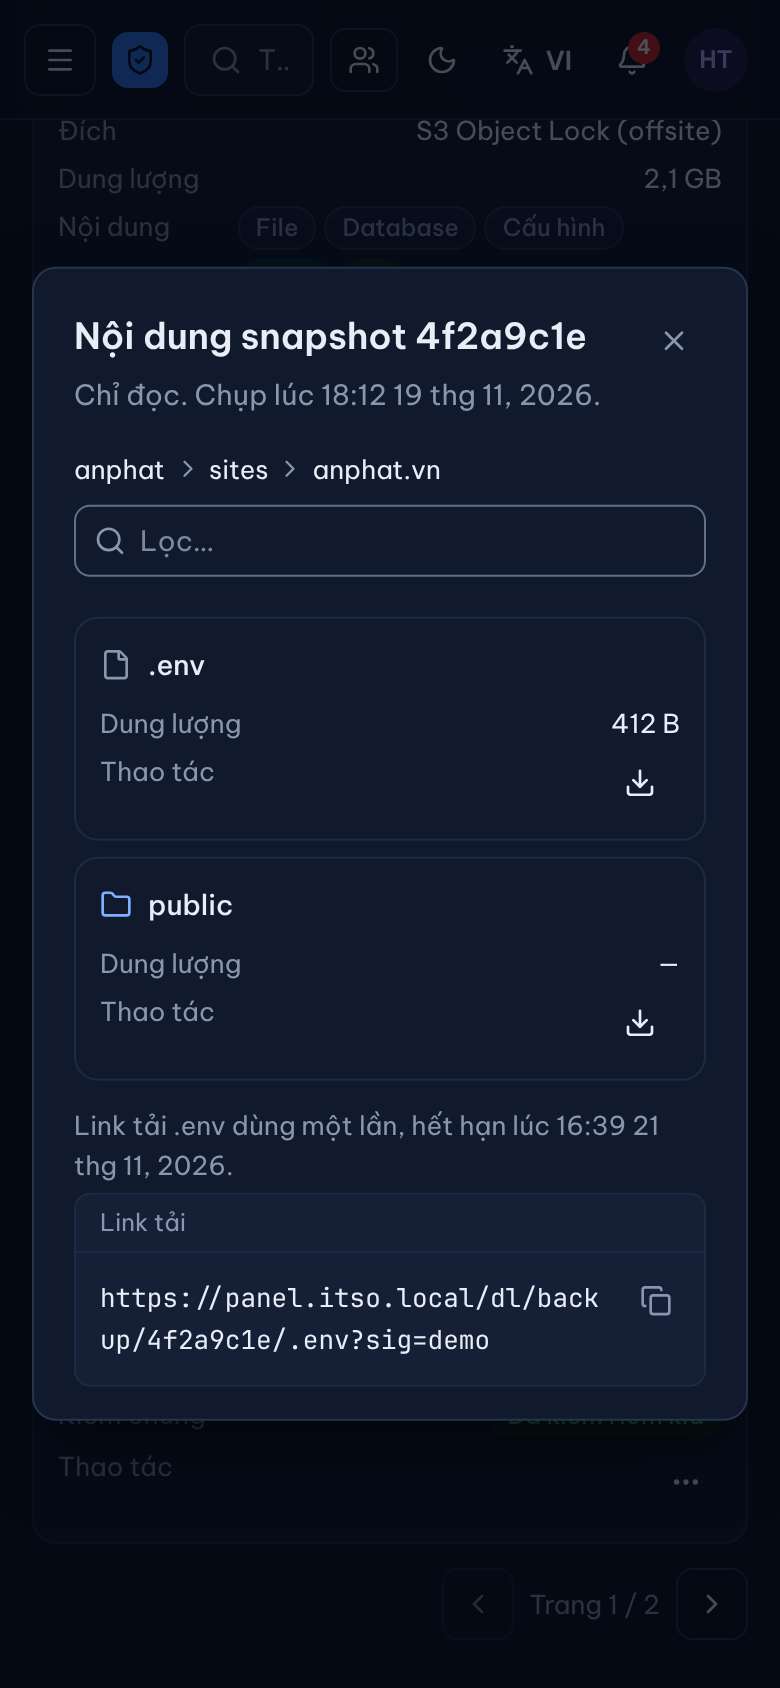 T..
VI
4
HT
Đích
S3 Object Lock (offsite)
Dung lượng
2,1 GB
Nội dung
File
Database
Cấu hình
Nội dung snapshot 4f2a9c1e
Chỉ đọc. Chụp lúc 18:12 19 thg 11, 2026.
anphat > sites > anphat.vn
Lọc...
.env
Dung lượng
412 B
Thao tác
public
Dung lượng
—
Thao tác
Link tải .env dùng một lần, hết hạn lúc 16:39 21
thg 11, 2026.
Link tải
https://panel.itso.local/dl/back
up/4f2a9c1e/.env?sig=demo
Thao tác
...
Trang 1 / 2